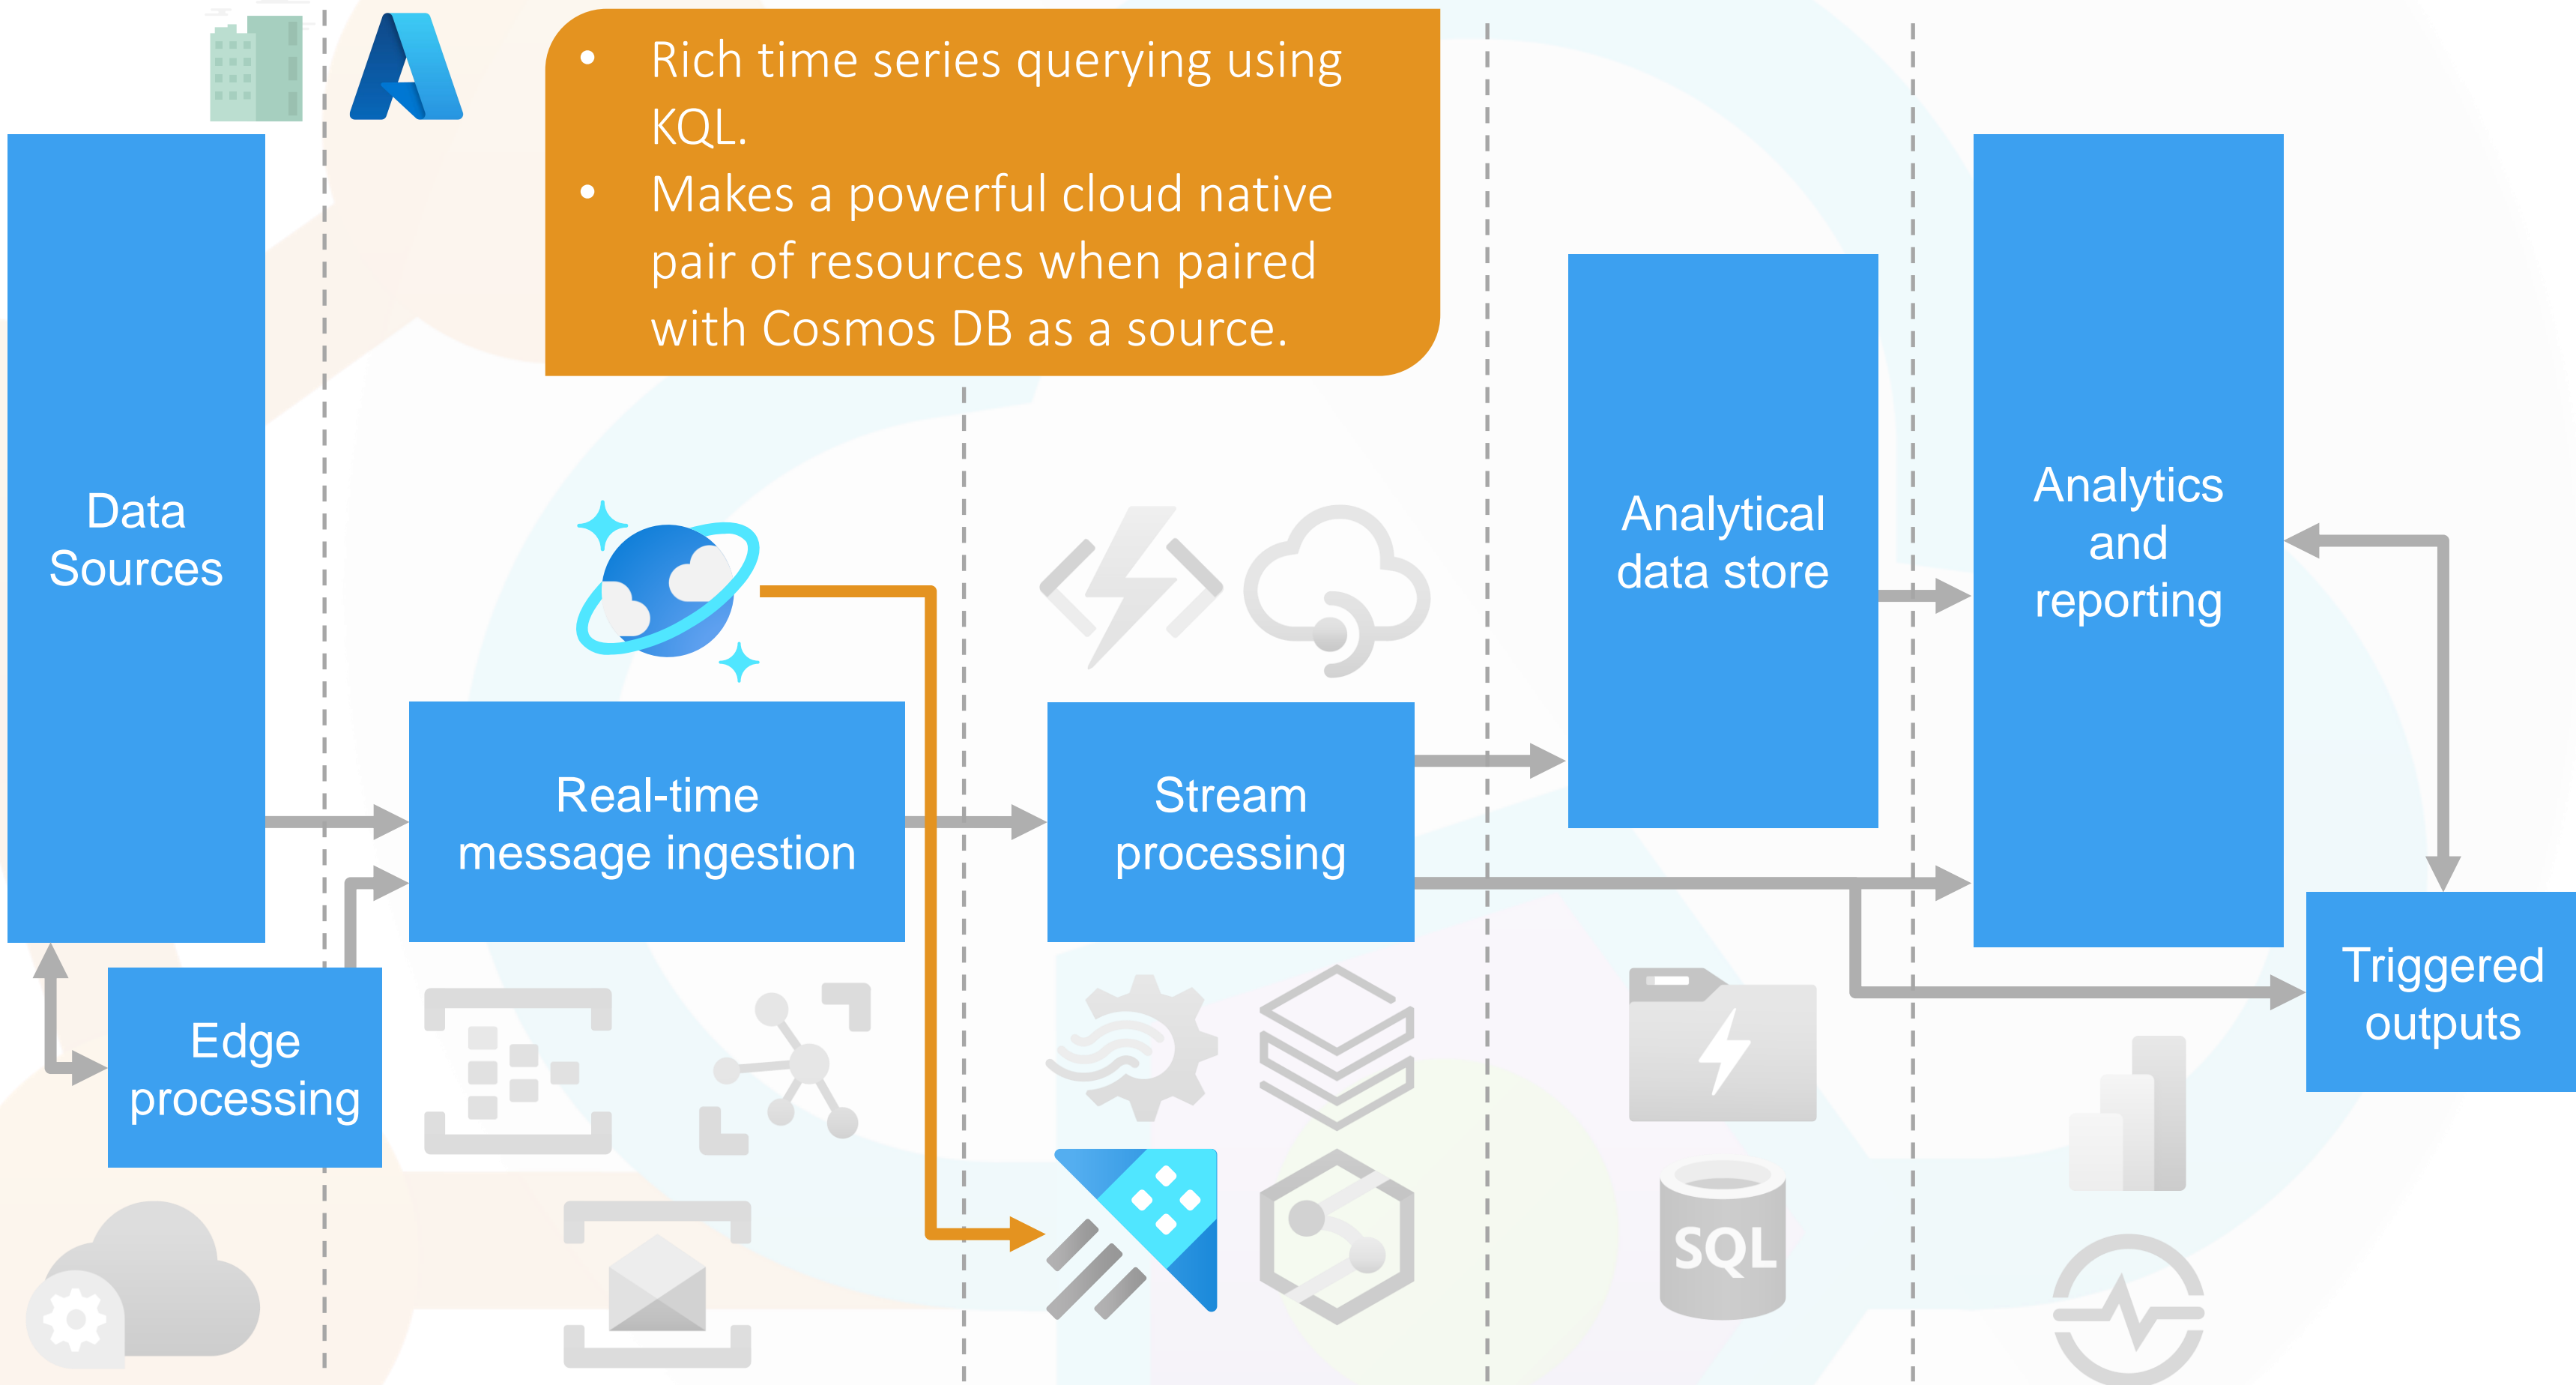 • Rich time series querying using
KQL.
• Makes a powerful cloud native
pair of resources when paired
with Cosmos DB as a source.
Data
Sources
Edge
processing
Real-time
message ingestion
Stream
processing
Analytical
data store
Analytics
and
reporting
Triggered
outputs
SQL